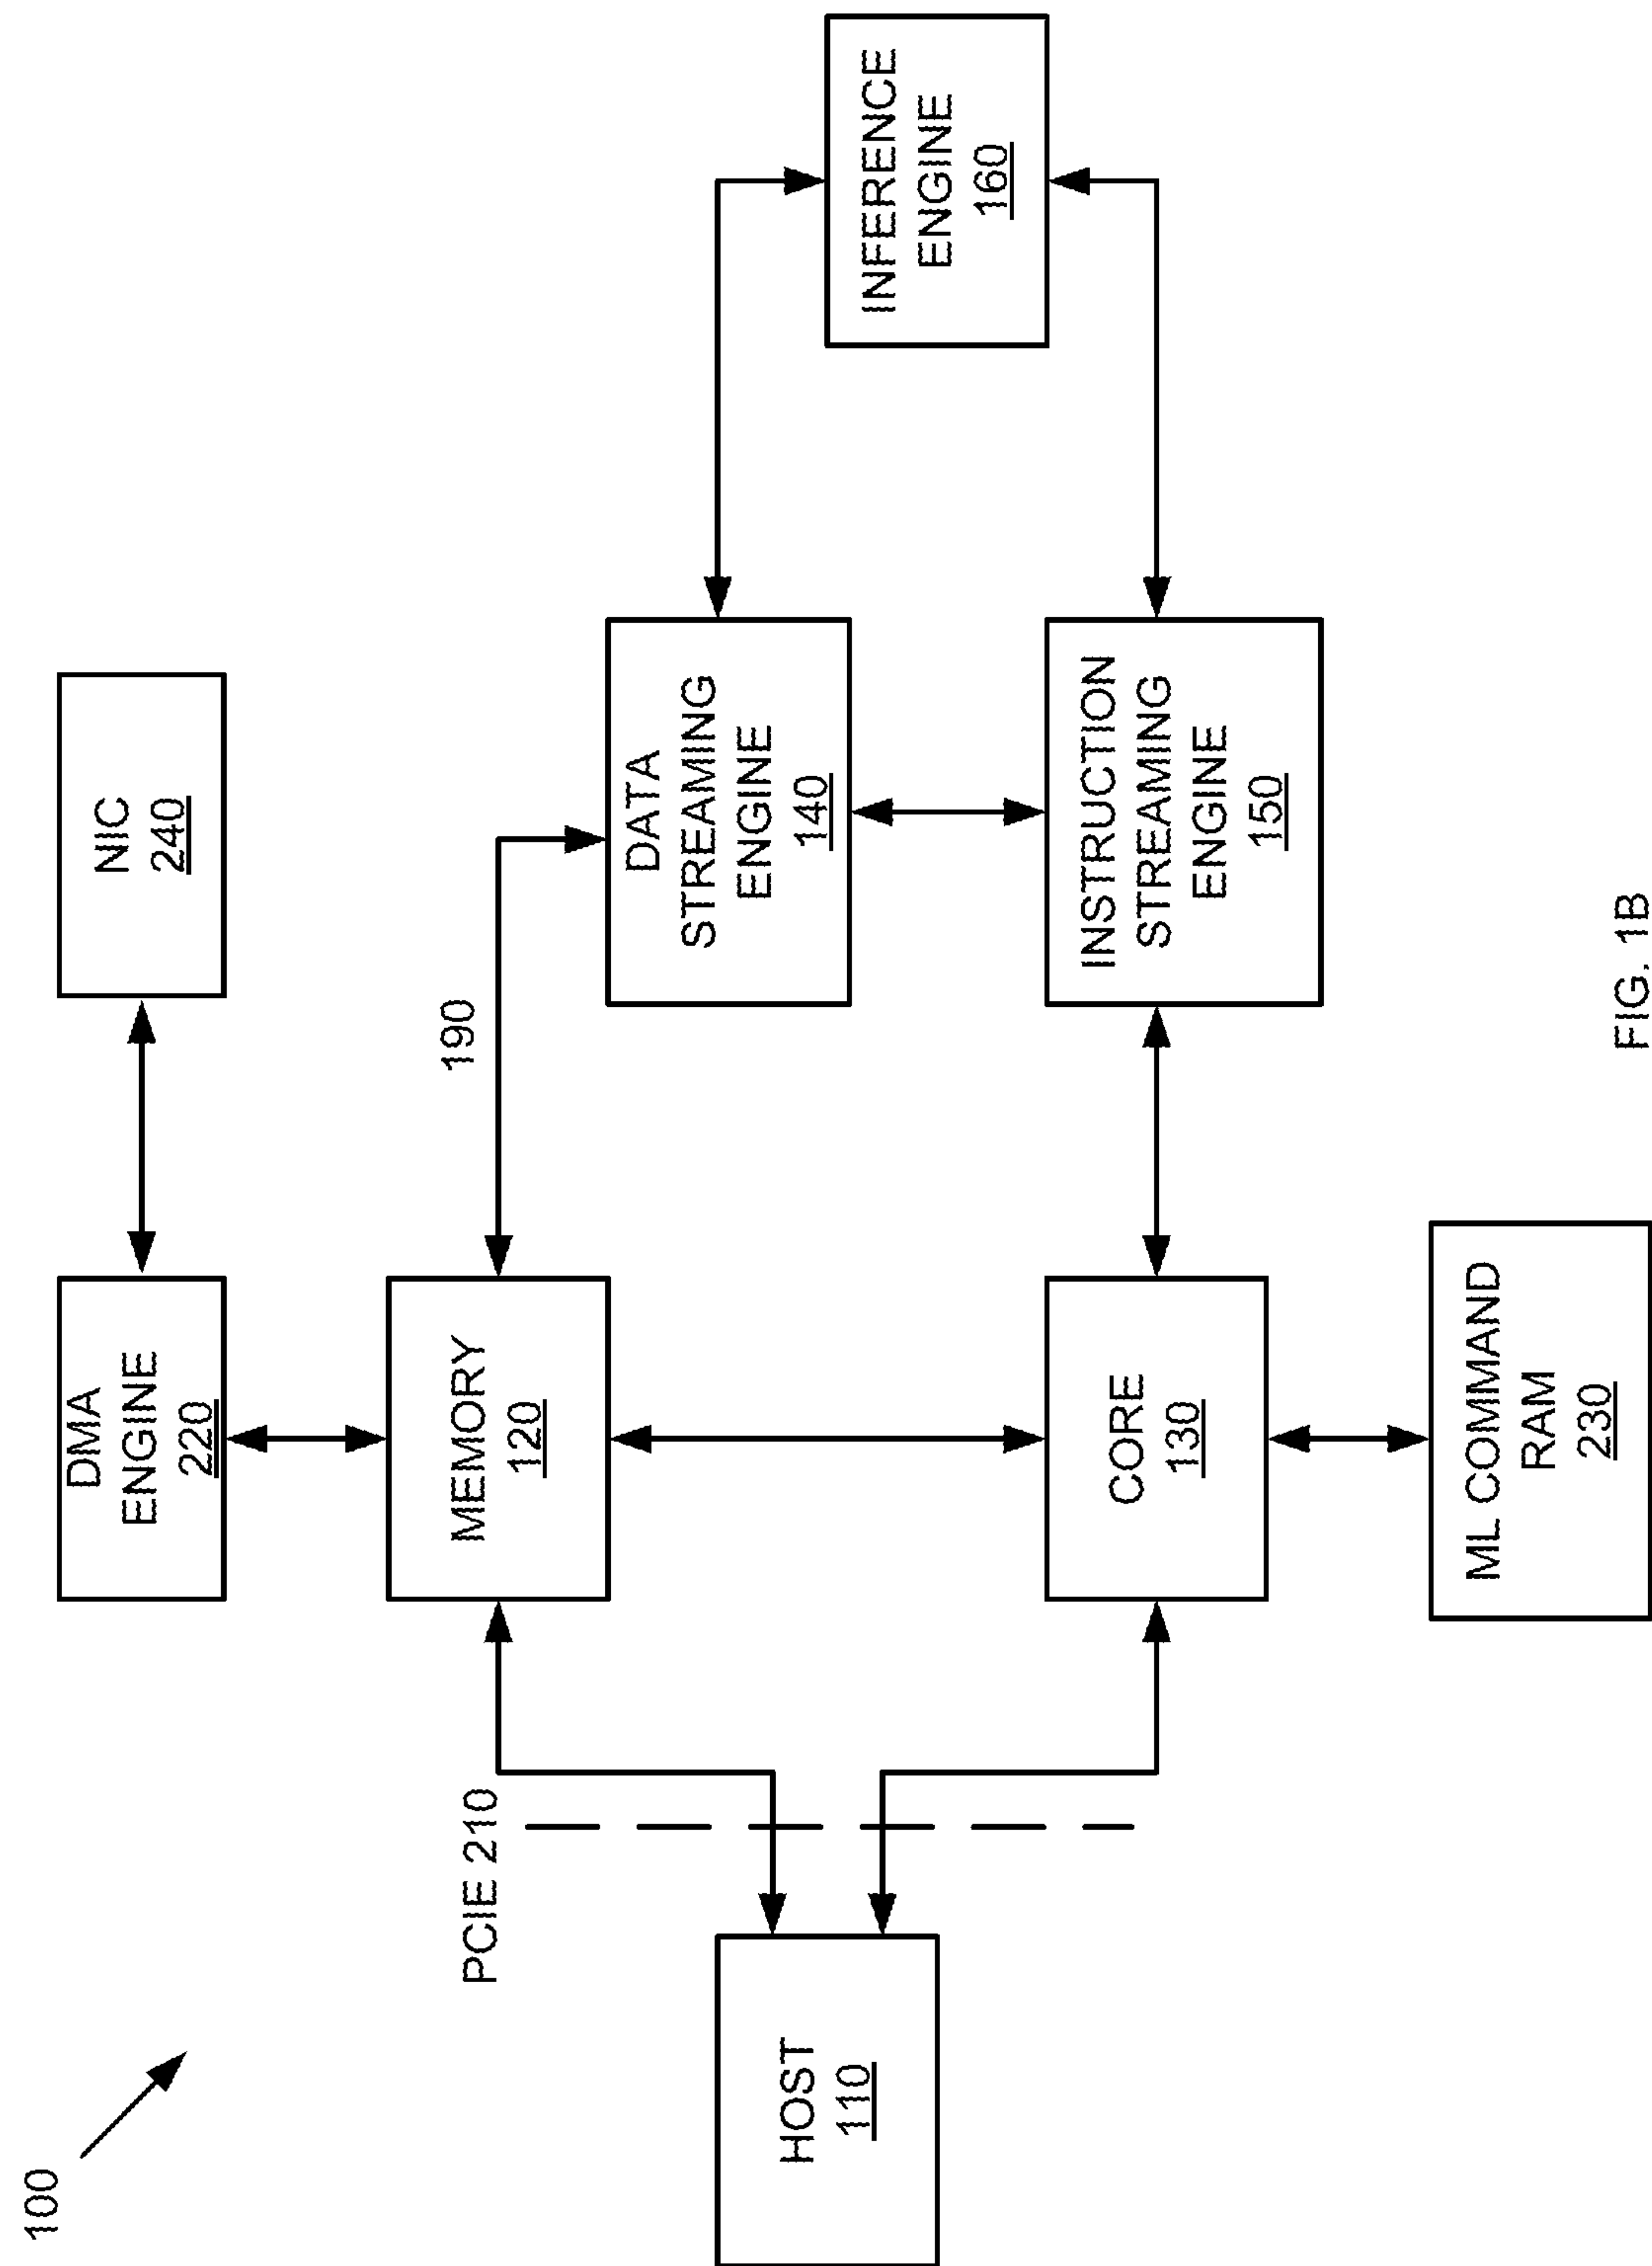 100
HOST
110
PCIE 210
DMA
ENGINE
220
MEMORY
120
CORE
130
ML COMMAND
RAM
230
190
NIC
240
DATA
STREAMING
ENGINE
140
INSTRUCTION
STREAMING
ENGINE
150
INFERENCE
ENGINE
160
FIG. 1B